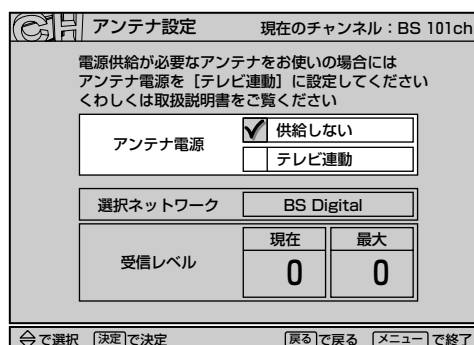 CH アンテナ設定 現在のチャンネル：BS 101ch
電源供給が必要なアンテナをお使いの場合には
アンテナ電源を［テレビ連動］に設定してください
くわしくは取扱説明書をご覧ください
アンテナ電源
供給しない
テレビ連動
選択ネットワーク BS Digital
受信レベル
現在 最大
0 0
で選択 決定で決定 戻るで戻る メニューで終了